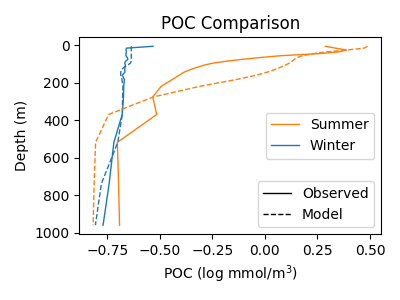 POC Comparison
Depth (m)
0
200
400
600
800
1000
Summer
Winter
Observed
Model
−0.75 −0.50 −0.25 0.00 0.25 0.50
POC (log mmol/m³)